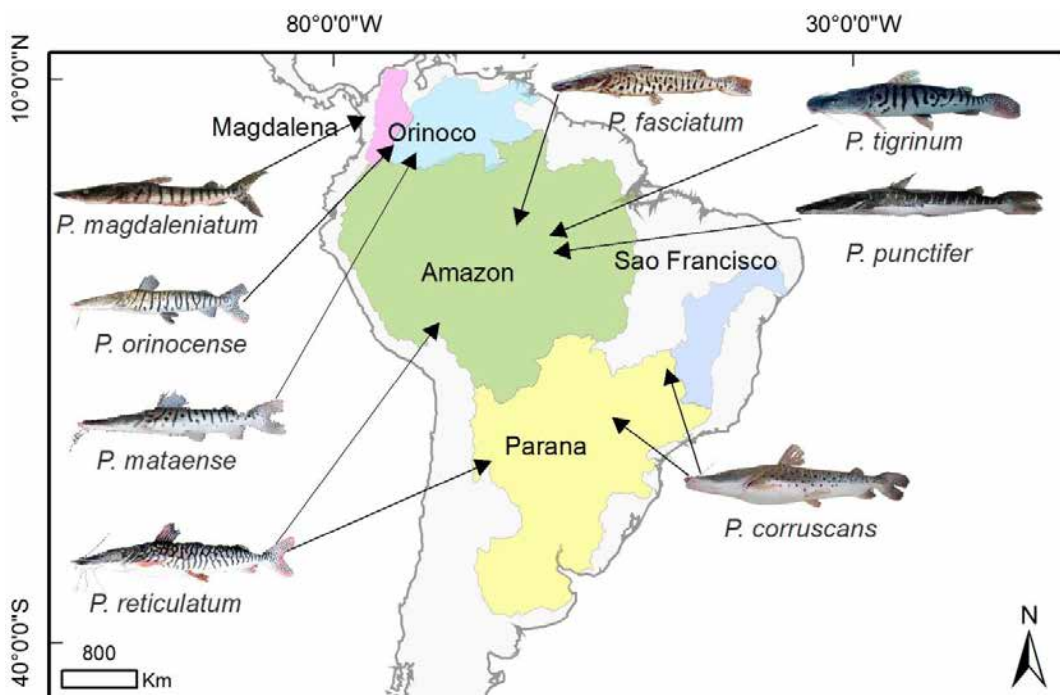 80°0'0"W
30°0'0"W
10°0'0"N
Magdalena
Orinoco
P. fasciatum
P. tigrinum
P. magdaleniatum
P. punctifer
Amazon
Sao Francisco
P. orinocense
P. mataense
Parana
P. corruscans
P. reticulatum
40°0'0"S
800
Km
N